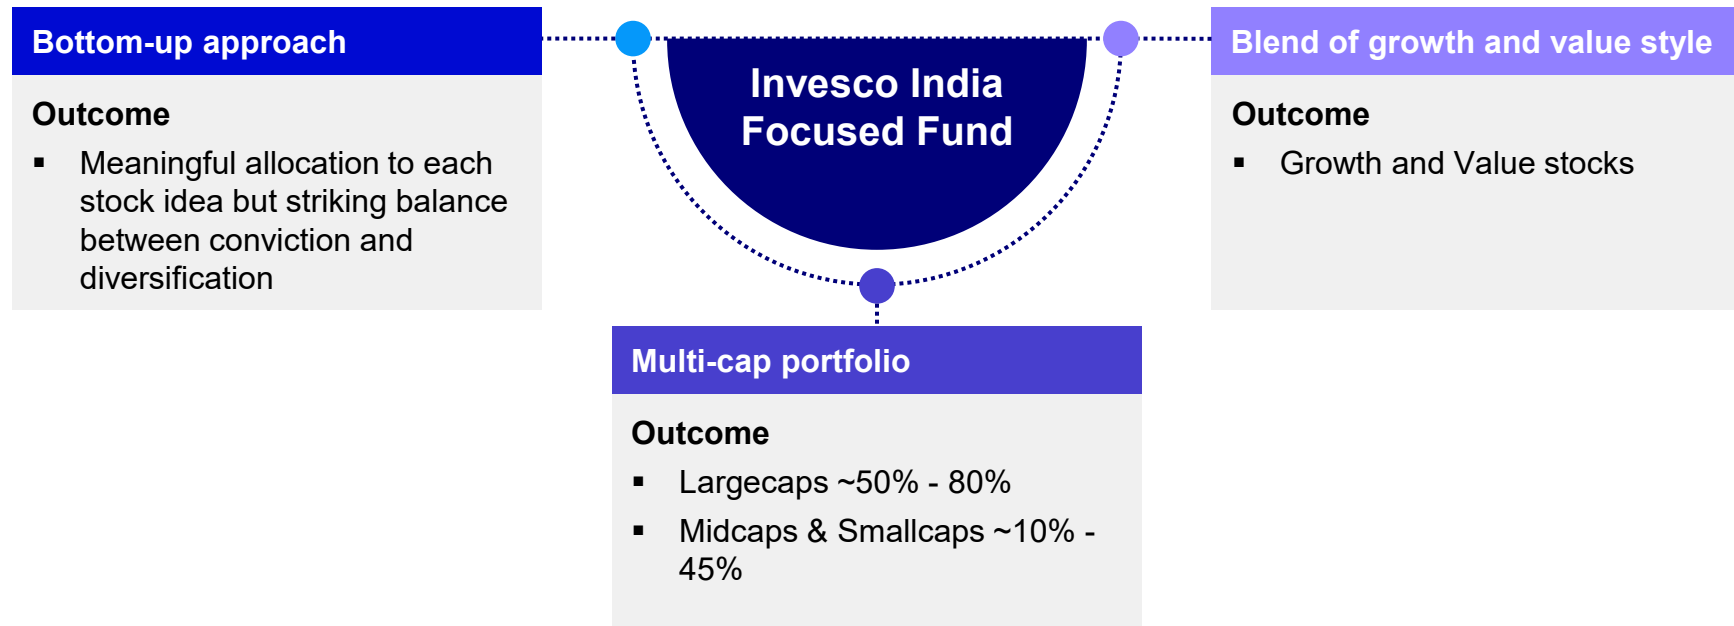 Bottom-up approach
Outcome
▪ Meaningful allocation to each
stock idea but striking balance
between conviction and
diversification
Invesco India
Focused Fund
Blend of growth and value style
Outcome
▪ Growth and Value stocks
Multi-cap portfolio
Outcome
▪ Largecaps ~50% - 80%
▪ Midcaps & Smallcaps ~10% -
45%